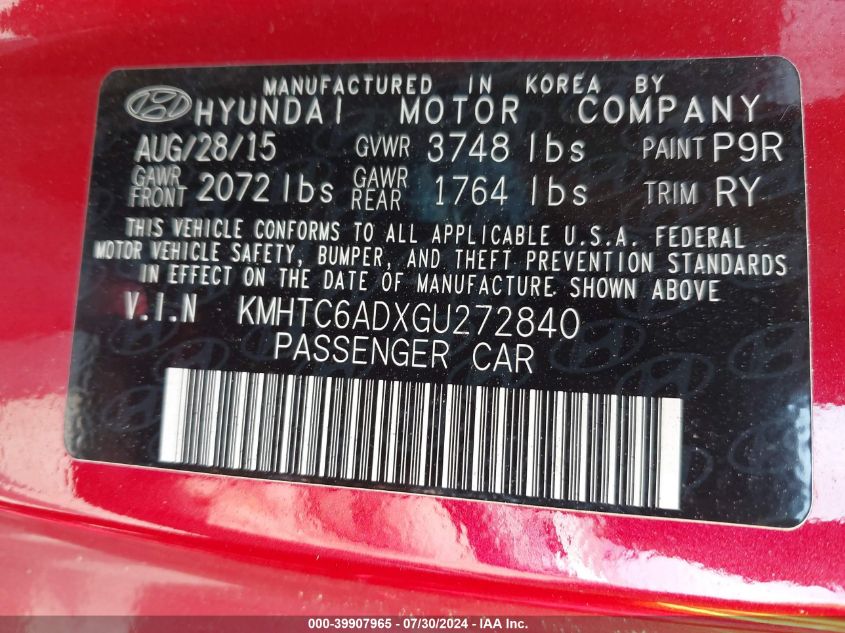 MANUFACTURED IN KOREA BY
HYUNDAI MOTOR COMPANY
AUG/28/15 GVWR 3748 lbs PAINT P9R
GAWR FRONT 2072 lbs GAWR REAR 1764 lbs TRIM RY
THIS VEHICLE CONFORMS TO ALL APPLICABLE U.S.A. FEDERAL
MOTOR VEHICLE SAFETY, BUMPER, AND THEFT PREVENTION STANDARDS
IN EFFECT ON THE DATE OF MANUFACTURE SHOWN ABOVE
V.I.N KMHTC6ADXGU272840
PASSENGER CAR
000-39907965 / 07/30/2024 - IAA Inc.